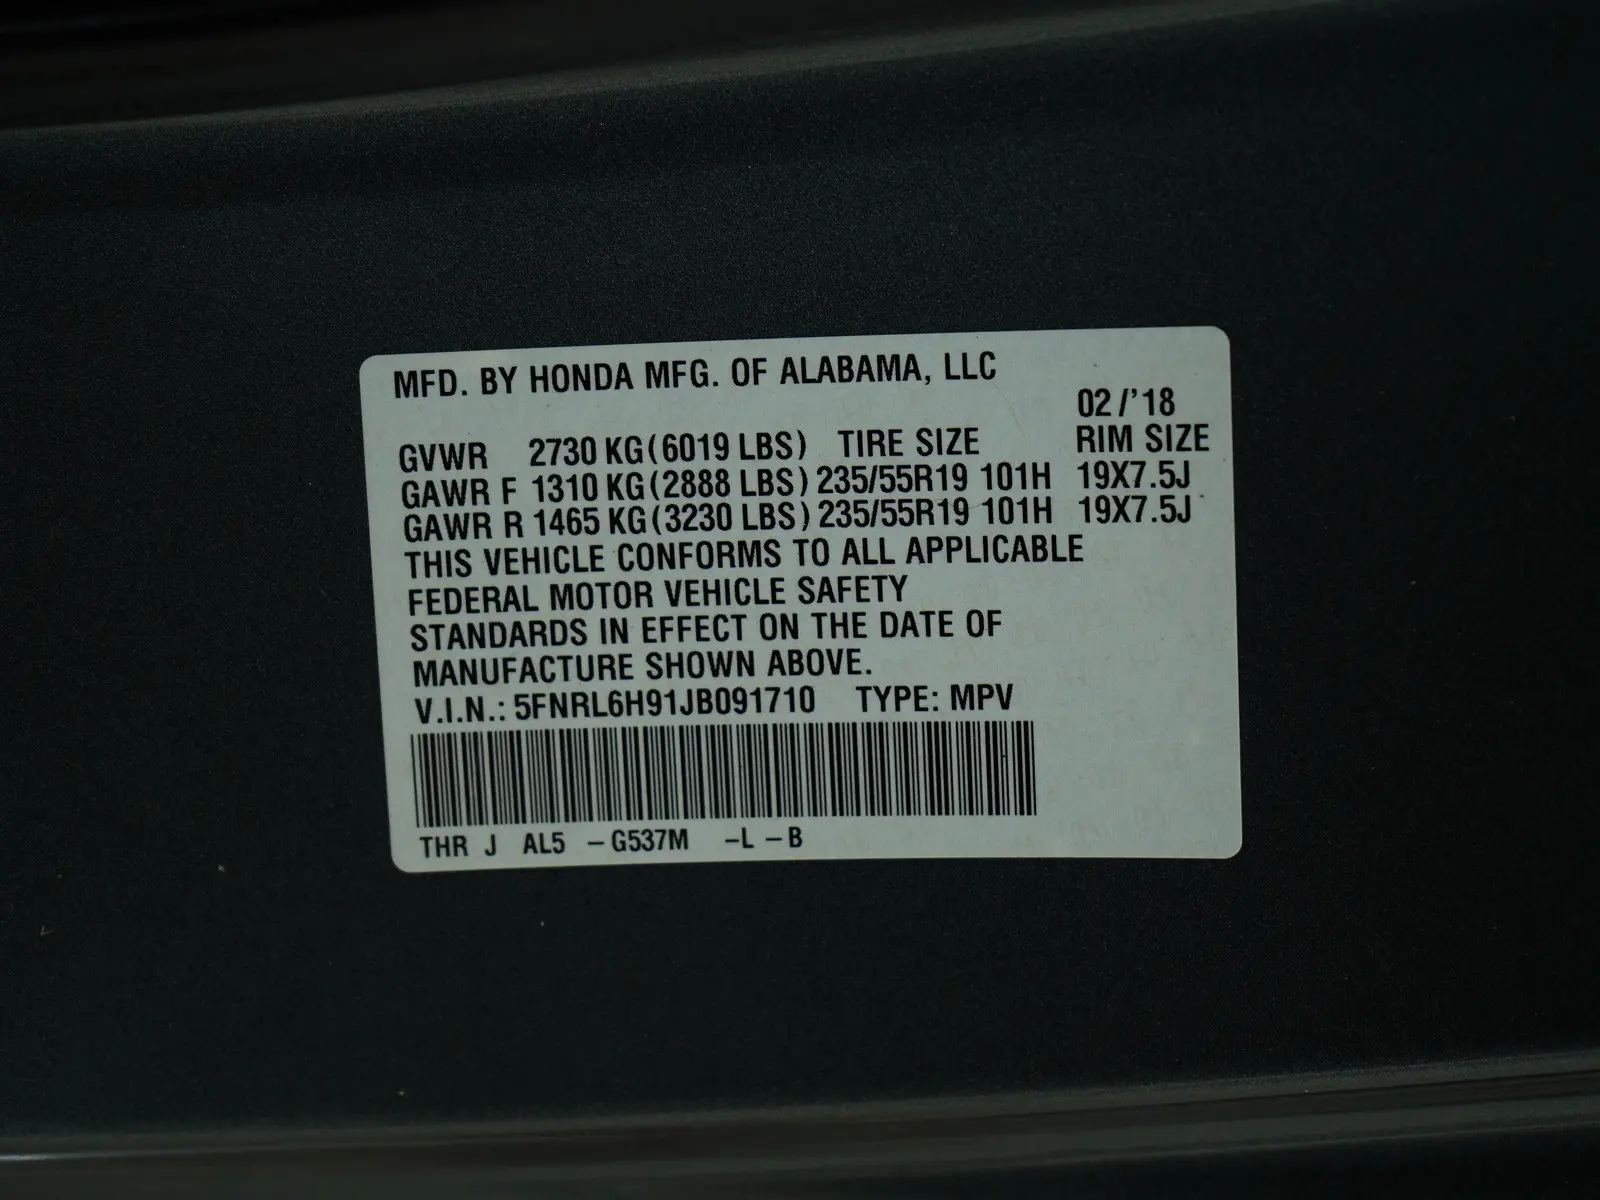 MFD. BY HONDA MFG. OF ALABAMA, LLC
02/'18
GVWR 2730 KG(6019 LBS) TIRE SIZE RIM SIZE
GAWR F 1310 KG(2888 LBS) 235/55R19 101H 19X7.5J
GAWR R 1465 KG(3230 LBS) 235/55R19 101H 19X7.5J
THIS VEHICLE CONFORMS TO ALL APPLICABLE
FEDERAL MOTOR VEHICLE SAFETY
STANDARDS IN EFFECT ON THE DATE OF
MANUFACTURE SHOWN ABOVE.
V.I.N.: 5FNRL6H91JB091710 TYPE: MPV
THR J AL5 -G537M -L -B